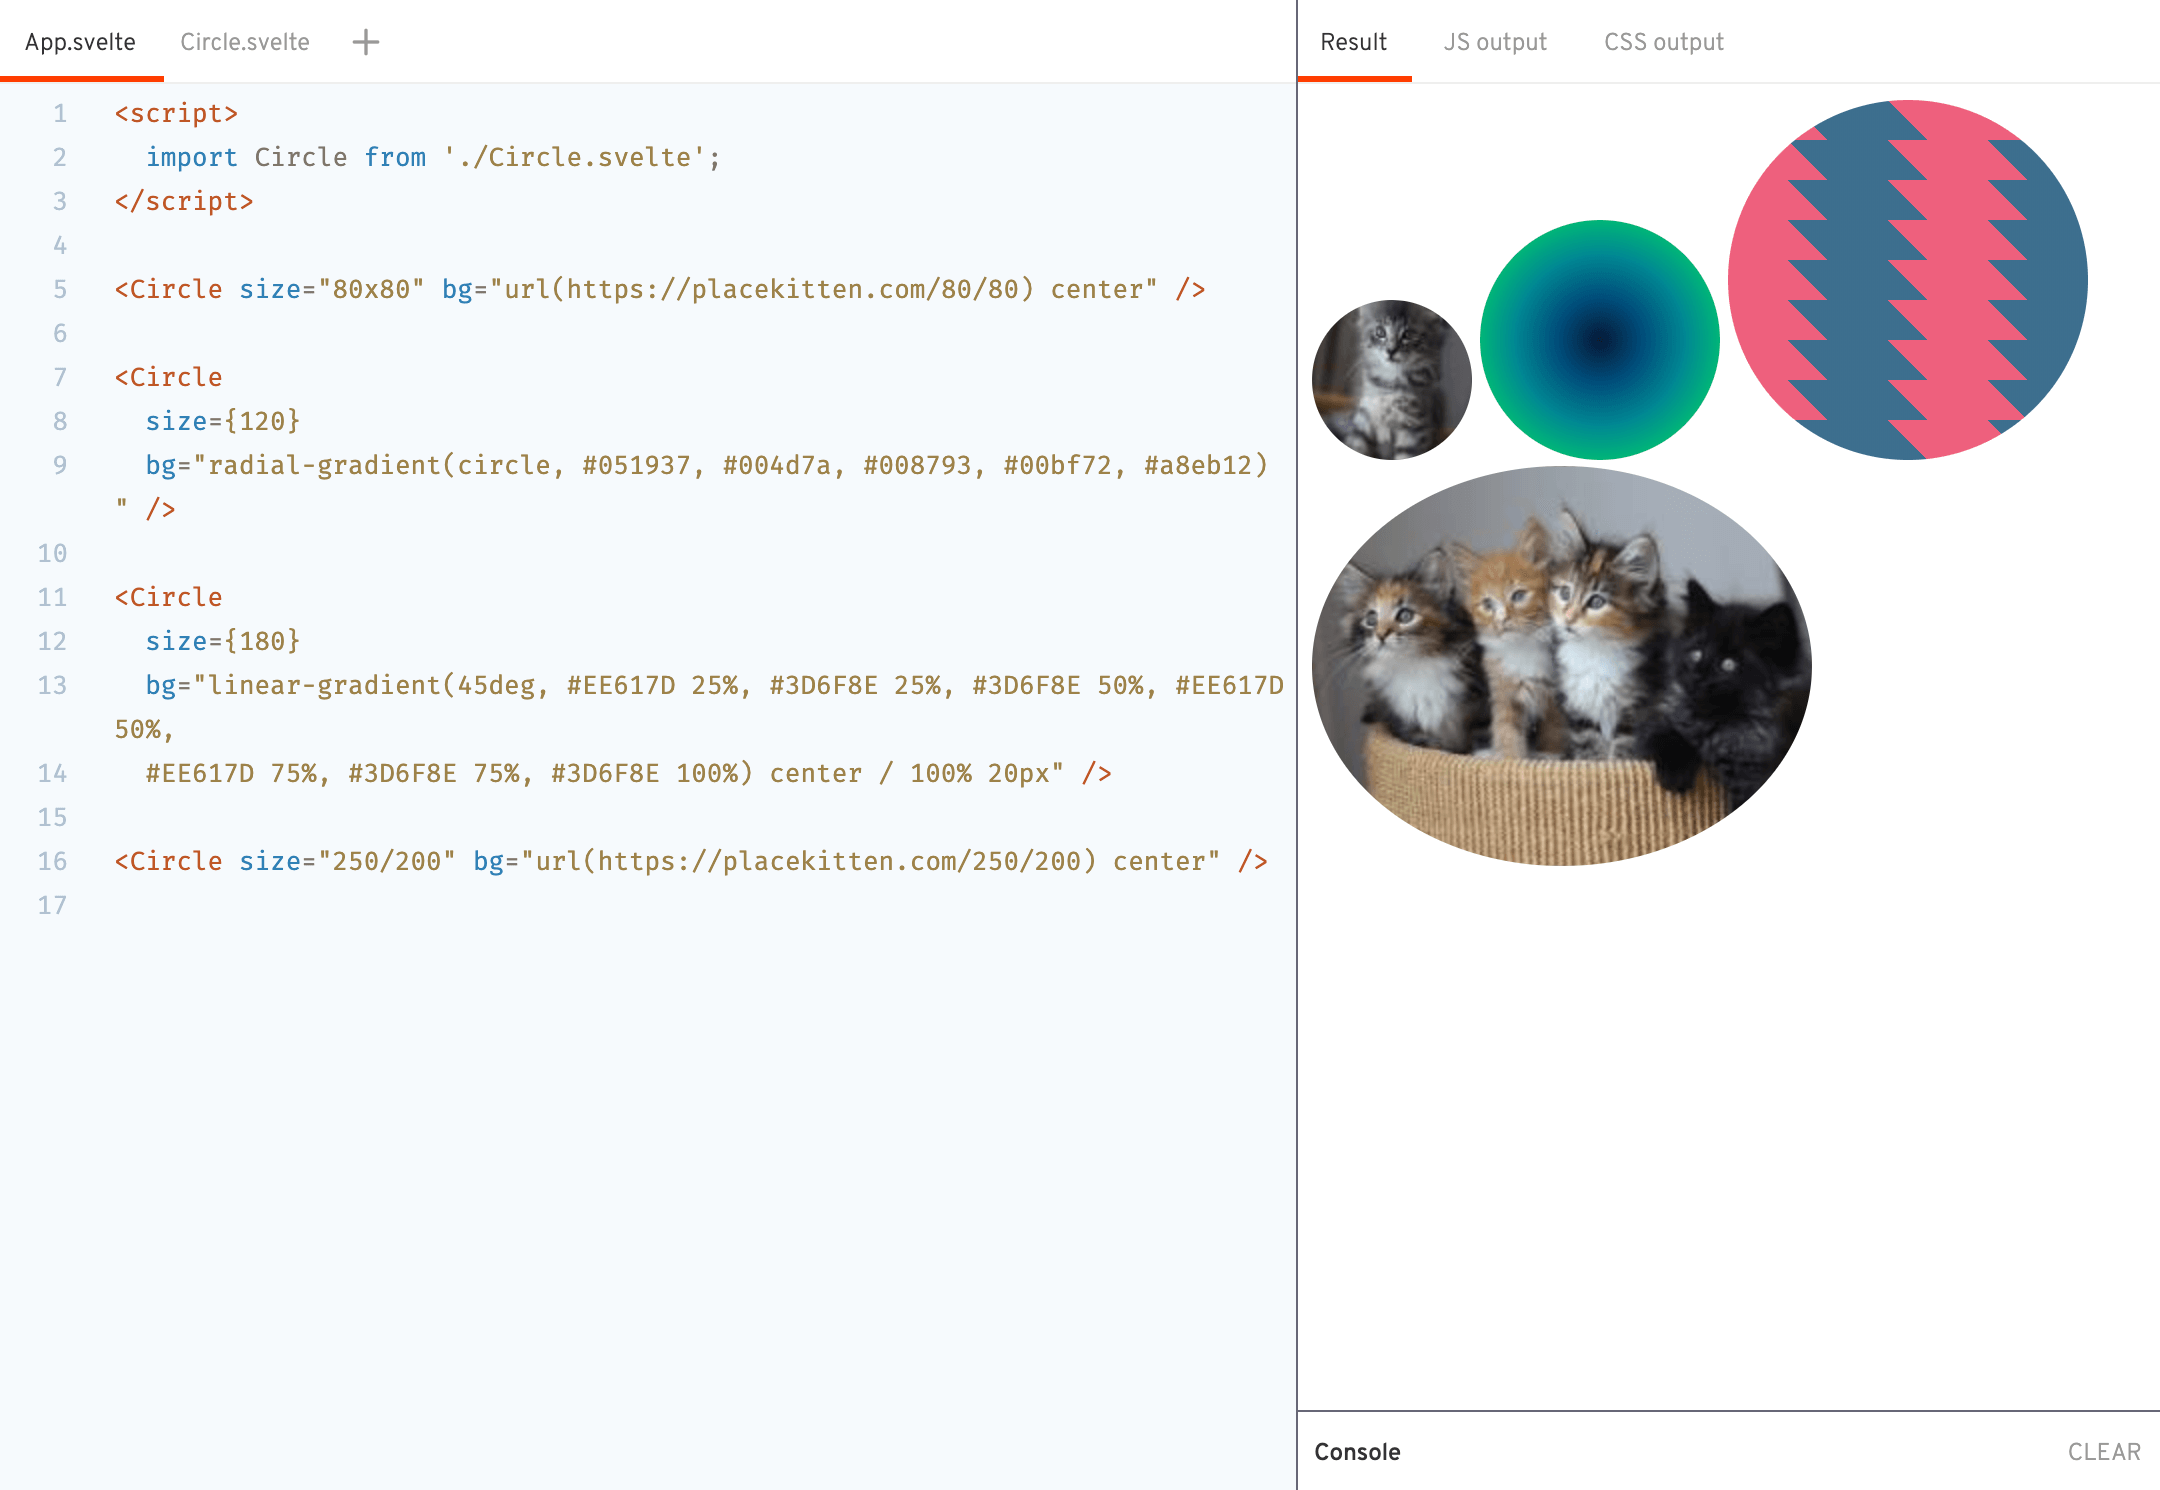 App.svelte Circle.svelte +
1 <script>
2 import Circle from './Circle.svelte';
3 </script>
4
5 <Circle size="80x80" bg="url(https://placekitten.com/80/80) center" />
6
7 <Circle
8 size={120}
9 bg="radial-gradient(circle, #051937, #004d7a, #008793, #00bf72, #a8eb12)
" />
10
11 <Circle
12 size={180}
13 bg="linear-gradient(45deg, #EE617D 25%, #3D6F8E 25%, #3D6F8E 50%, #EE617D
50%,
14 #EE617D 75%, #3D6F8E 75%, #3D6F8E 100%) center / 100% 20px" />
15
16 <Circle size="250/200" bg="url(https://placekitten.com/250/200) center" />
17
Result JS output CSS output
Console CLEAR